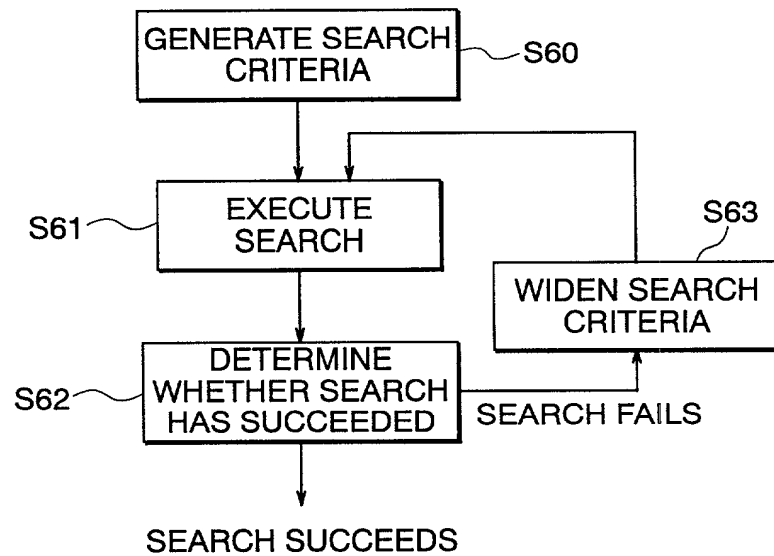 GENERATE SEARCH
CRITERIA
S60
EXECUTE
SEARCH
S61
S63
WIDEN SEARCH
CRITERIA
DETERMINE
WHETHER SEARCH
HAS SUCCEEDED
S62
SEARCH FAILS
SEARCH SUCCEEDS